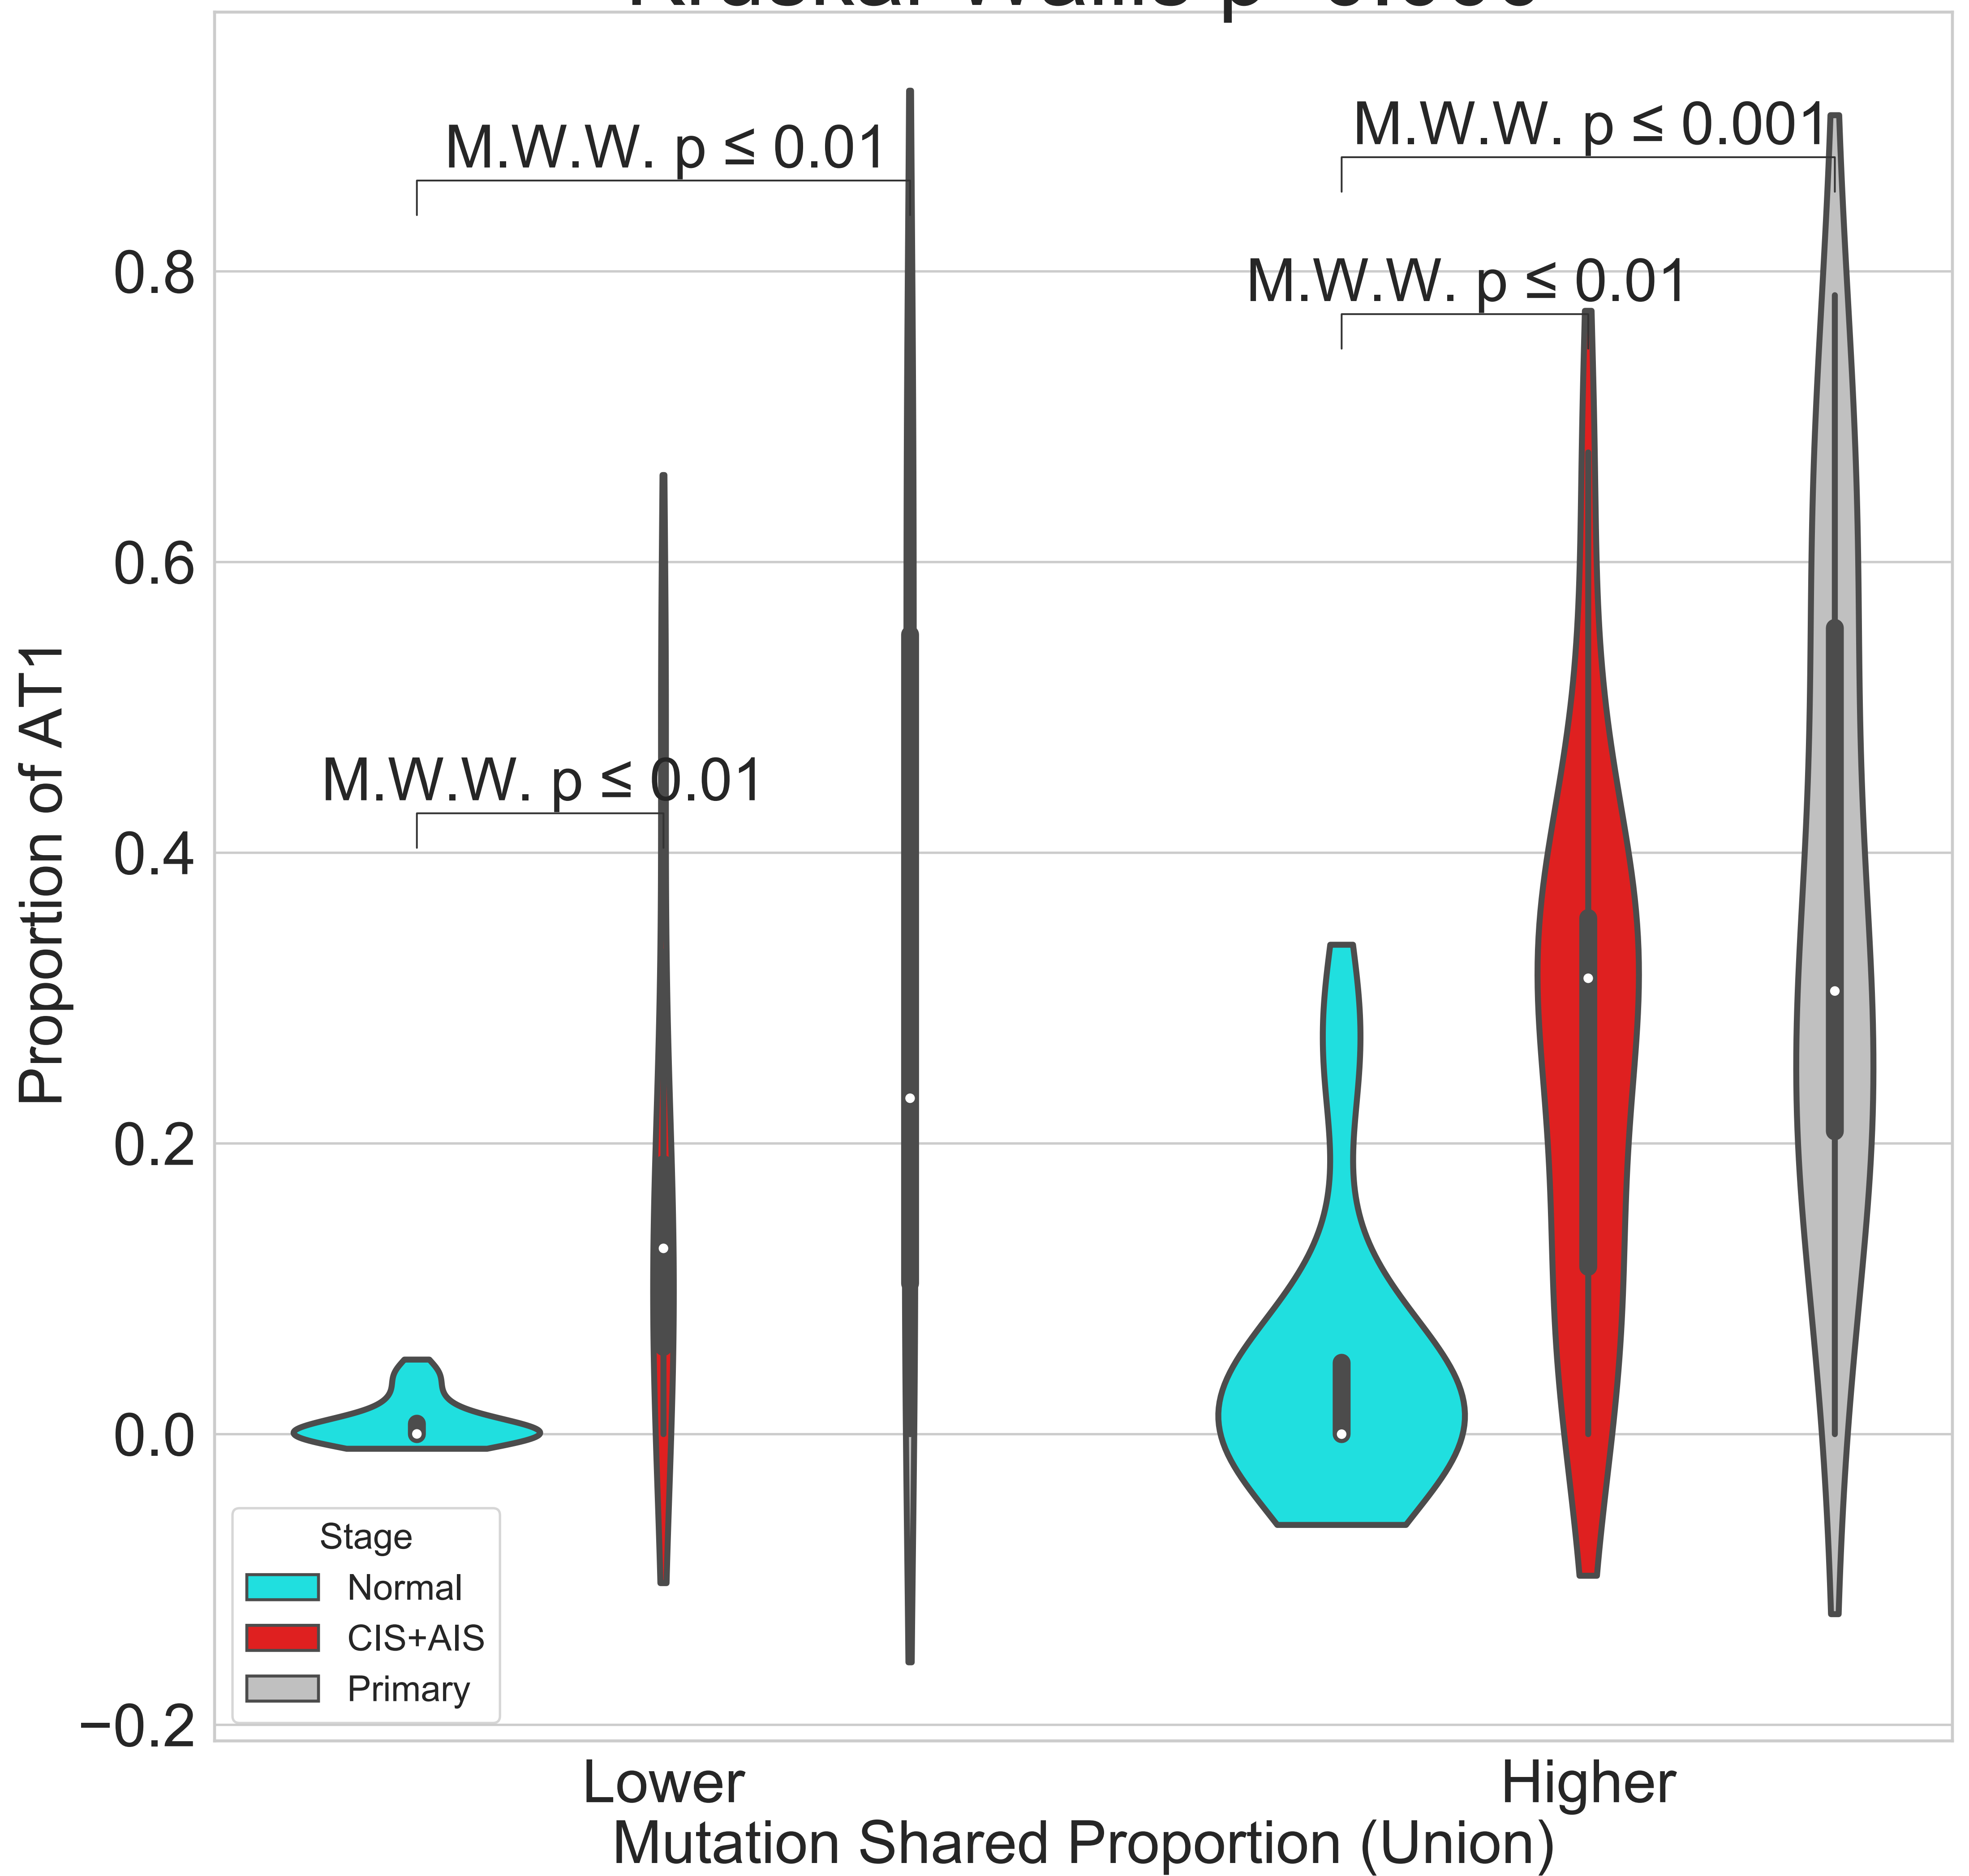 M.W.W. p ≤ 0.01
M.W.W. p ≤ 0.001
M.W.W. p ≤ 0.01
M.W.W. p ≤ 0.01
0.8
0.6
0.4
0.2
0.0
−0.2
Proportion of AT1
Stage
Normal
CIS+AIS
Primary
Lower
Higher
Mutation Shared Proportion (Union)